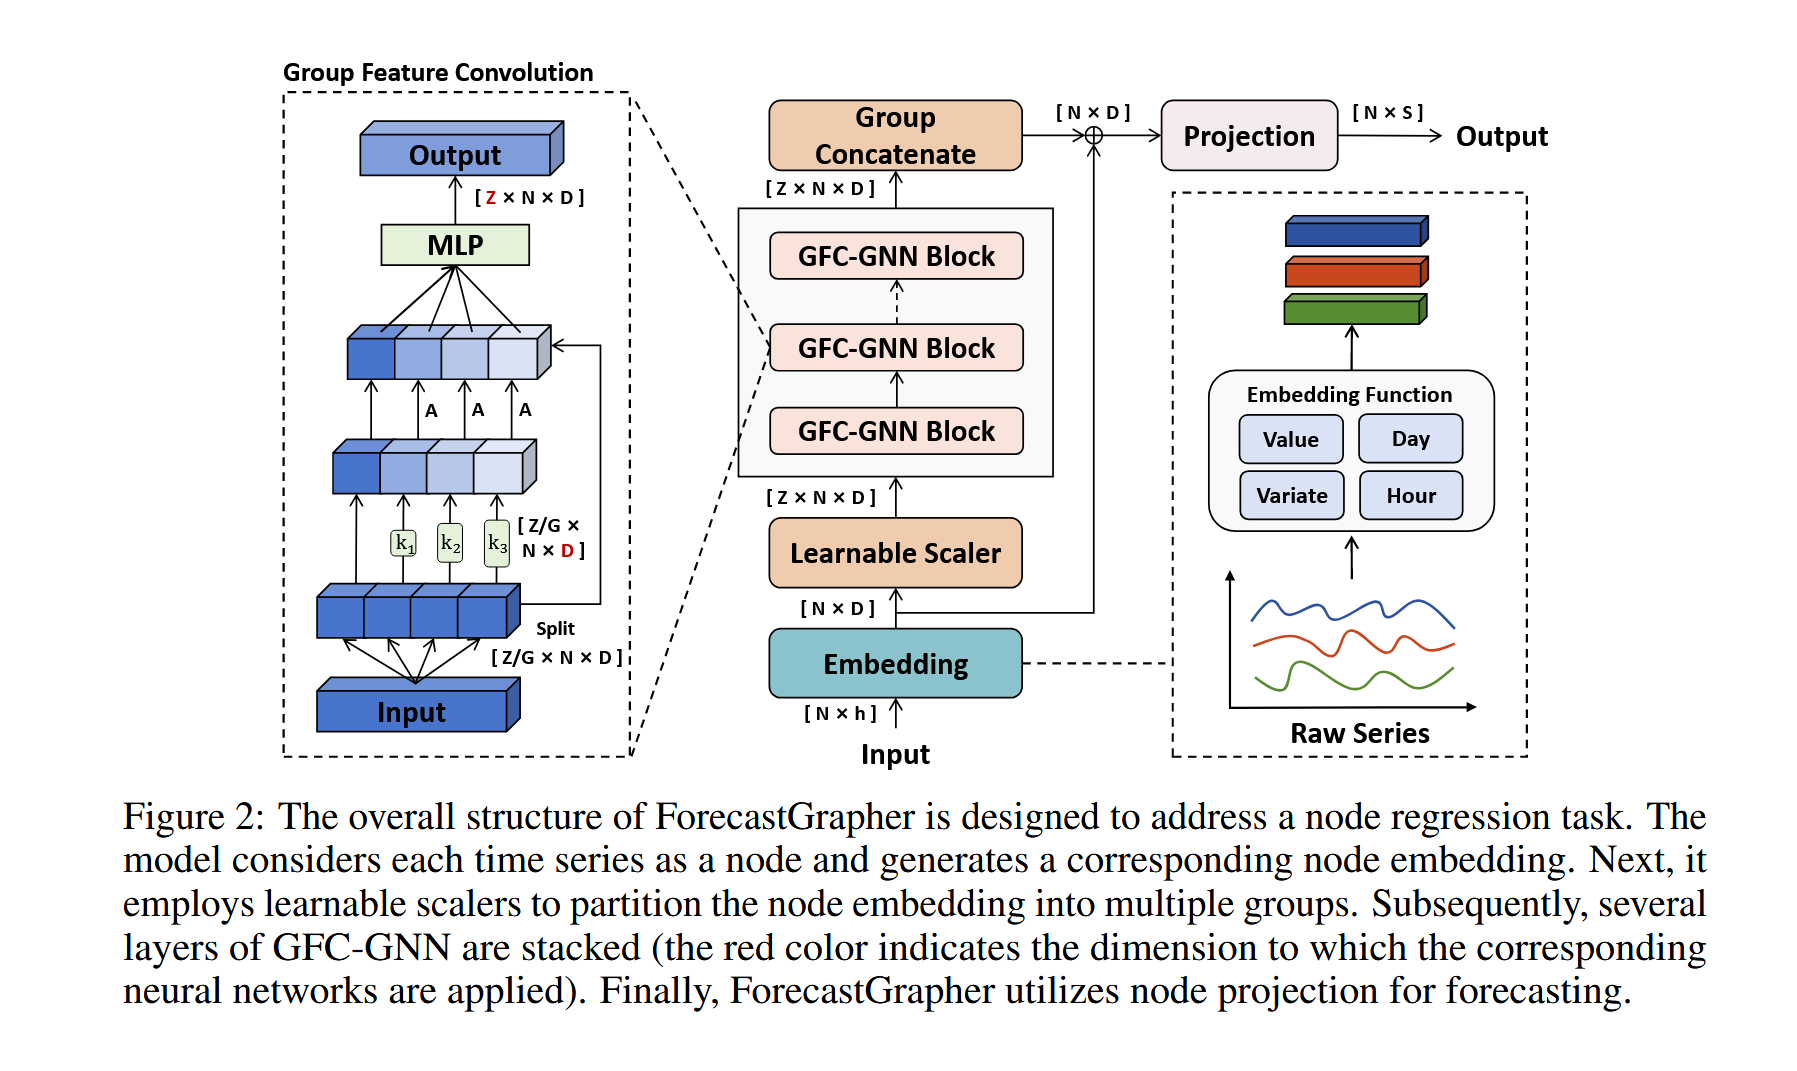 Group Feature Convolution
Output
[ Z × N × D ]
MLP
A
A
A
k1
k2
k3
[ Z/G ×
N × D ]
Split
[ Z/G × N × D ]
Input
Group
Concatenate
[ Z × N × D ]
GFC-GNN Block
GFC-GNN Block
GFC-GNN Block
[ Z × N × D ]
Learnable Scaler
[ N × D ]
Embedding
[ N × h ]
Input
[ N × D ]
Projection
[ N × S ]
Output
Embedding Function
Value
Day
Variate
Hour
Raw Series
Figure 2: The overall structure of ForecastGrapher is designed to address a node regression task. The
model considers each time series as a node and generates a corresponding node embedding. Next, it
employs learnable scalers to partition the node embedding into multiple groups. Subsequently, several
layers of GFC-GNN are stacked (the red color indicates the dimension to which the corresponding
neural networks are applied). Finally, ForecastGrapher utilizes node projection for forecasting.